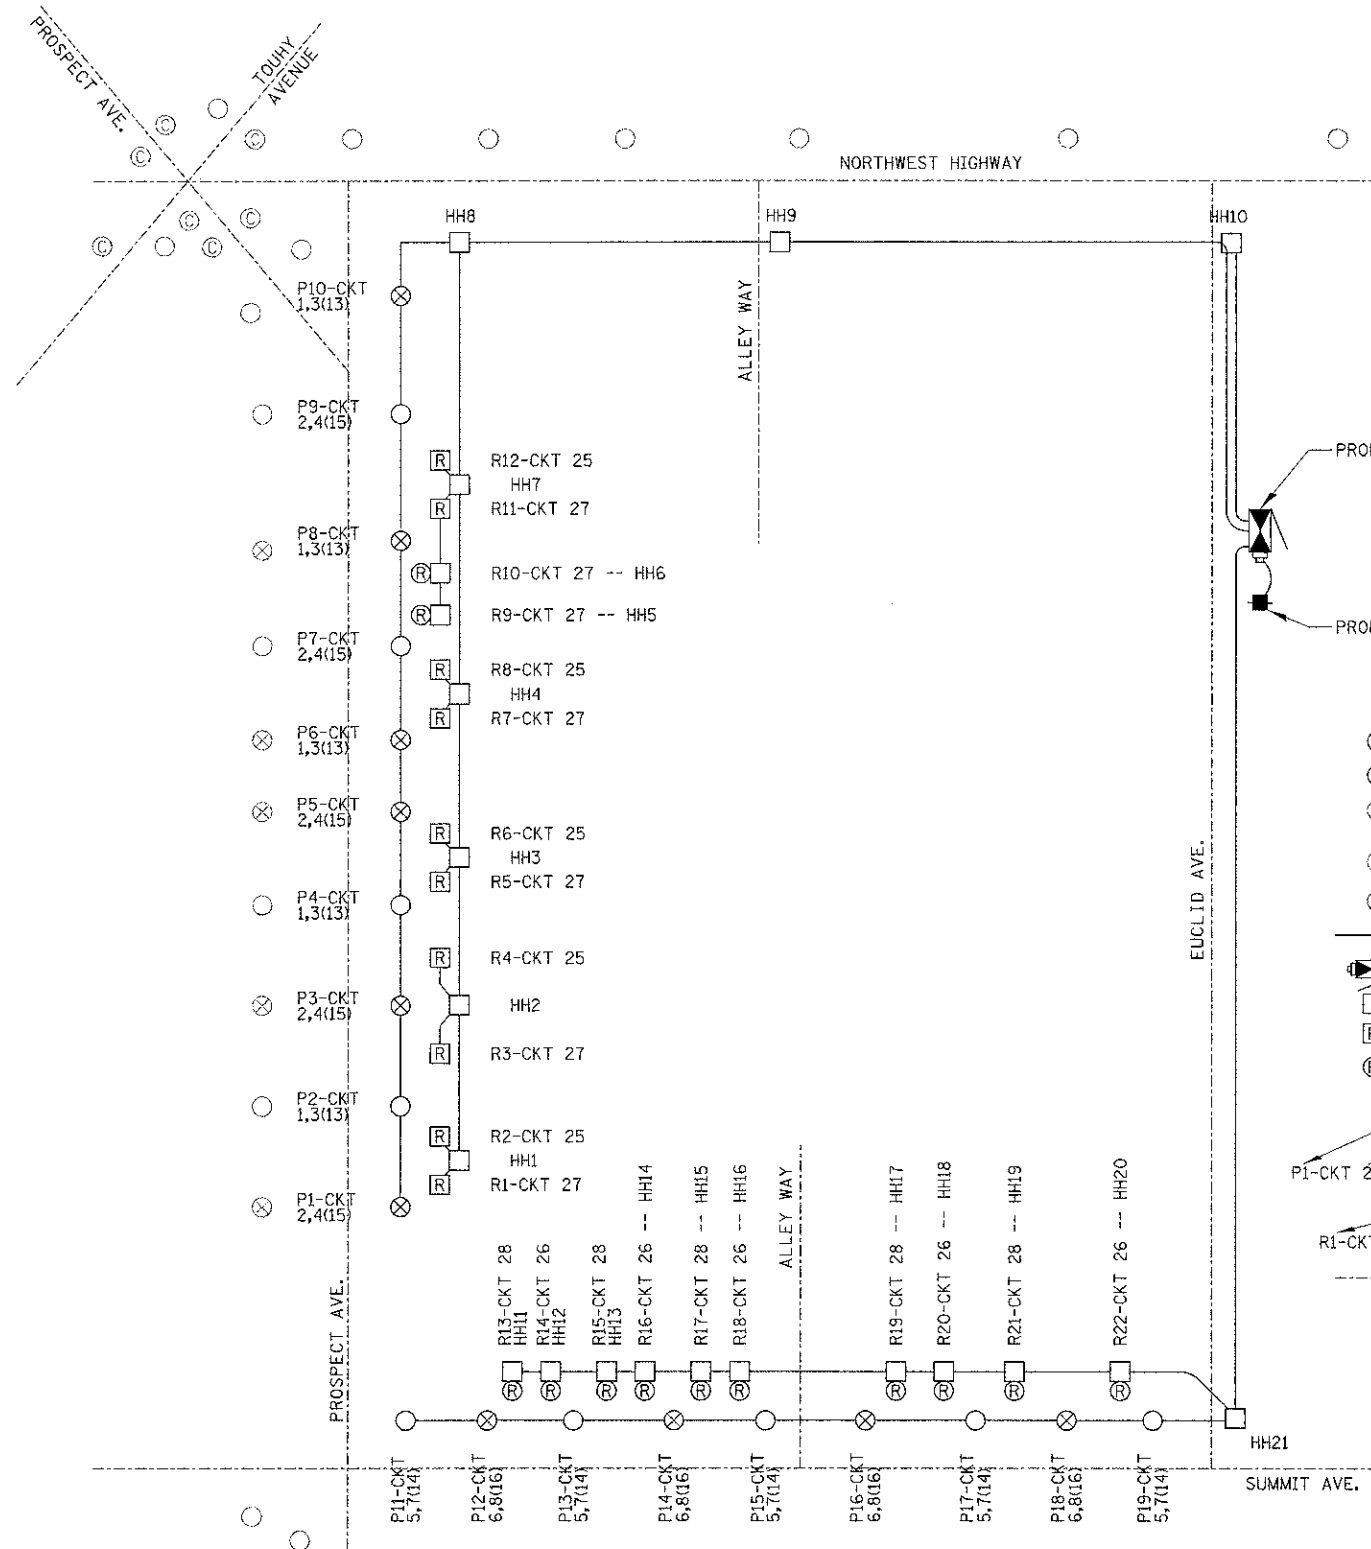 PROSPECT AVE.
TOUHY
AVENUE
C
C
C
C
C
C
C
NORTHWEST HIGHWAY
HH8
HH9
HH10
P10-CKT
1,3(13)
ALLEY WAY
P9-CKT
2,4(15)
R
R12-CKT 25
HH7
R
R11-CKT 27
P8-CKT
1,3(13)
R
R10-CKT 27 -- HH6
R
R9-CKT 27 -- HH5
P7-CKT
2,4(15)
R
R8-CKT 25
HH4
R
R7-CKT 27
P6-CKT
1,3(13)
P5-CKT
2,4(15)
R
R6-CKT 25
HH3
R
R5-CKT 27
P4-CKT
1,3(13)
R
R4-CKT 25
P3-CKT
2,4(15)
HH2
R
R3-CKT 27
P2-CKT
1,3(13)
R
R2-CKT 25
HH1
R
R1-CKT 27
P1-CKT
2,4(15)
EUCLID AVE.
P1-CKT 2
PROSPECT AVE.
R13-CKT 28
HH11
R14-CKT 26
HH12
R15-CKT 28
HH13
R16-CKT 26 -- HH14
R17-CKT 28 -- HH15
R18-CKT 26 -- HH16
ALLEY WAY
R19-CKT 28 -- HH17
R20-CKT 26 -- HH18
R21-CKT 28 -- HH19
R22-CKT 26 -- HH20
R
R
R
R
R
R
R
R
R
R
HH21
P11-CKT
5,7(14)
P12-CKT
6,8(16)
P13-CKT
5,7(14)
P14-CKT
6,8(16)
P15-CKT
5,7(14)
P16-CKT
6,8(16)
P17-CKT
5,7(14)
P18-CKT
6,8(16)
P19-CKT
5,7(14)
SUMMIT AVE.